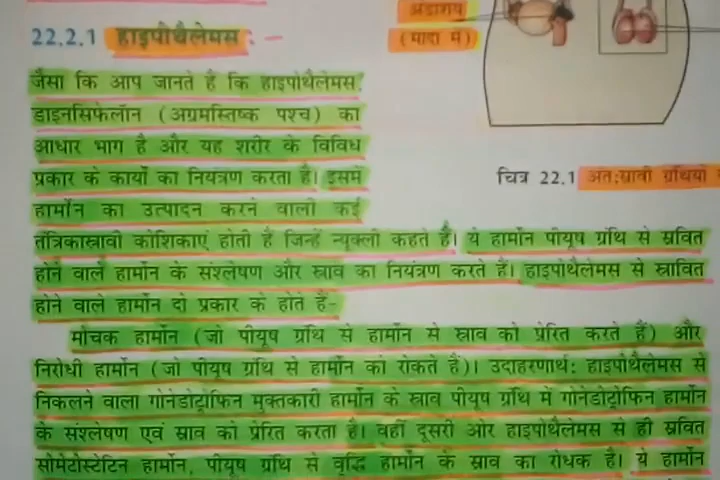 अंडाशय
(मादा में)
22.2.1 हाइपोथैलेमस :-
जैसा कि आप जानते हैं कि हाइपोथैलेमस,
डाइनसिफेलॉन (अग्रमस्तिष्क पश्च) का
आधार भाग है और यह शरीर के विविध
प्रकार के कार्यों का नियंत्रण करता है। इसमें
हार्मोन का उत्पादन करने वाली कई
तंत्रिकास्रावी कोशिकाएं होती हैं जिन्हें न्यूक्ली कहते हैं। ये हार्मोन पीयूष ग्रंथि से स्रवित
होने वाले हार्मोन के संश्लेषण और स्राव का नियंत्रण करते हैं। हाइपोथैलेमस से स्रावित
होने वाले हार्मोन दो प्रकार के होते हैं-
मोचक हार्मोन (जो पीयूष ग्रंथि से हार्मोन से स्राव को प्रेरित करते हैं) और
निरोधी हार्मोन (जो पीयूष ग्रंथि से हार्मोन को रोकते हैं)। उदाहरणार्थ: हाइपोथैलेमस से
निकलने वाला गोनेडोट्रोफिन मुक्तकारी हार्मोन के स्राव पीयूष ग्रंथि में गोनेडोट्रोफिन हार्मोन
के संश्लेषण एवं स्राव को प्रेरित करता है। वहीं दूसरी ओर हाइपोथैलेमस से ही स्रवित
सोमेटोस्टेटिन हार्मोन, पीयूष ग्रंथि से वृद्धि हार्मोन के स्राव का रोधक है। ये हार्मोन
चित्र 22.1 अंत:स्रावी ग्रंथियों